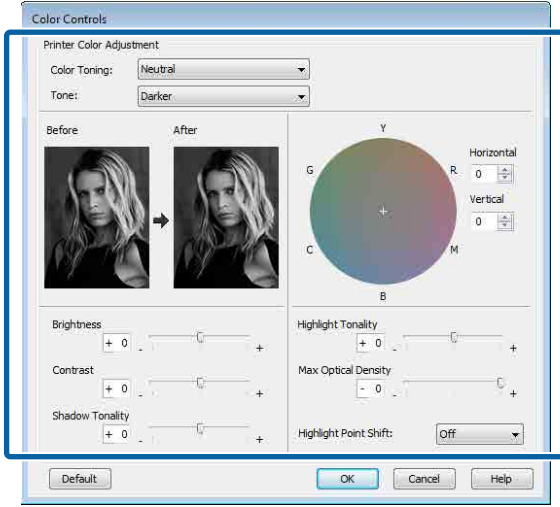 Color Controls
Printer Color Adjustment
Color Toning: Neutral
Tone: Darker
Before After
Y
G R
C M
B
Horizontal
0
Vertical
0
Brightness
+ 0 - +
Contrast
+ 0 - +
Shadow Tonality
+ 0 - +
Highlight Tonality
+ 0 - +
Max Optical Density
- 0 - +
Highlight Point Shift: Off
Default OK Cancel Help